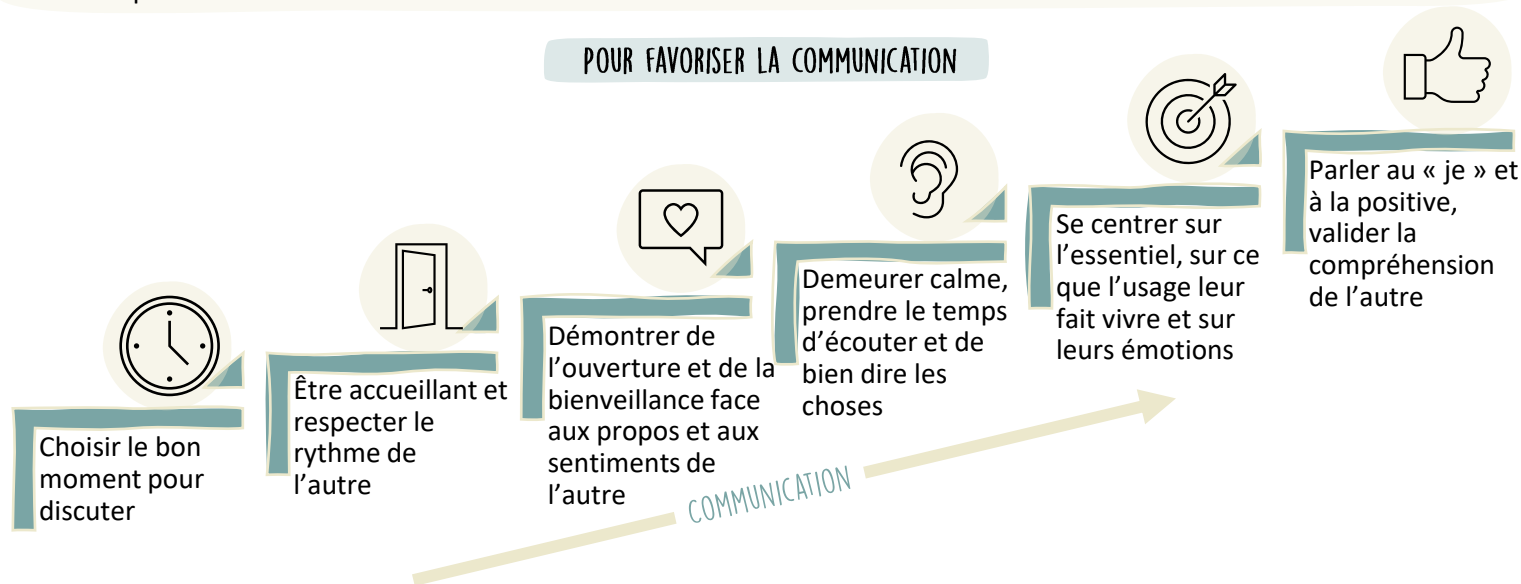 POUR FAVORISER LA COMMUNICATION
Choisir le bon
moment pour
discuter
Être accueillant et
respecter le
rythme de
l’autre
Démontrer de
l’ouverture et de la
bienveillance face
aux propos et aux
sentiments de
l’autre
Demeurer calme,
prendre le temps
d’écouter et de
bien dire les
choses
Se centrer sur
l’essentiel, sur ce
que l’usage leur
fait vivre et sur
leurs émotions
Parler au « je » et
à la positive,
valider la
compréhension
de l’autre
COMMUNICATION